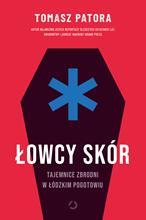 TOMASZ PATORA
ŁOWCY SKÓR
TAJEMNICE ZBRODNI
W ŁÓDZKIM POGOTOWIU